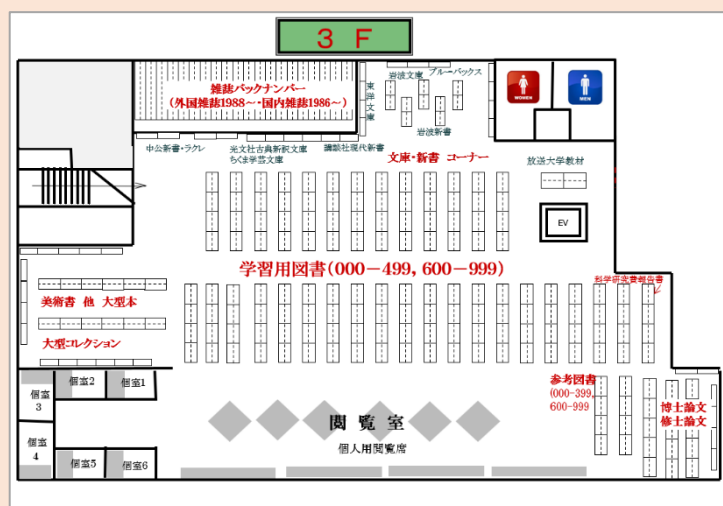 3 F
雑誌バックナンバー
(外国雑誌1988～・国内雑誌1986～)
東洋文庫
岩波文庫
ブルーバックス
岩波新書
WOMEN
MEN
中公新書・ラクレ
光文社古典新訳文庫
ちくま学芸文庫
講談社現代新書
文庫・新書 コーナー
放送大学教材
EV
学習用図書(000－499, 600－999)
科学研究費報告書
美術書 他 大型本
大型コレクション
個室2
個室1
個室
3
個室
4
個室5
個室6
閲 覧 室
個人用閲覧席
参考図書
(000-399,
600-999
博士論文
修士論文